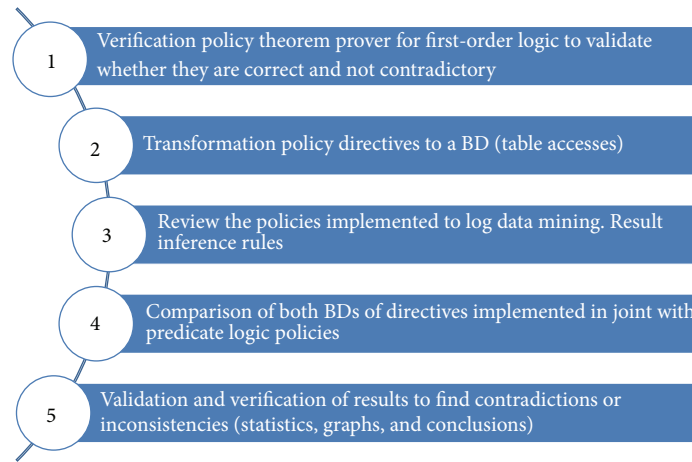 1
Verification policy theorem prover for first-order logic to validate
whether they are correct and not contradictory
2
Transformation policy directives to a BD (table accesses)
3
Review the policies implemented to log data mining. Result
inference rules
4
Comparison of both BDs of directives implemented in joint with
predicate logic policies
5
Validation and verification of results to find contradictions or
inconsistencies (statistics, graphs, and conclusions)